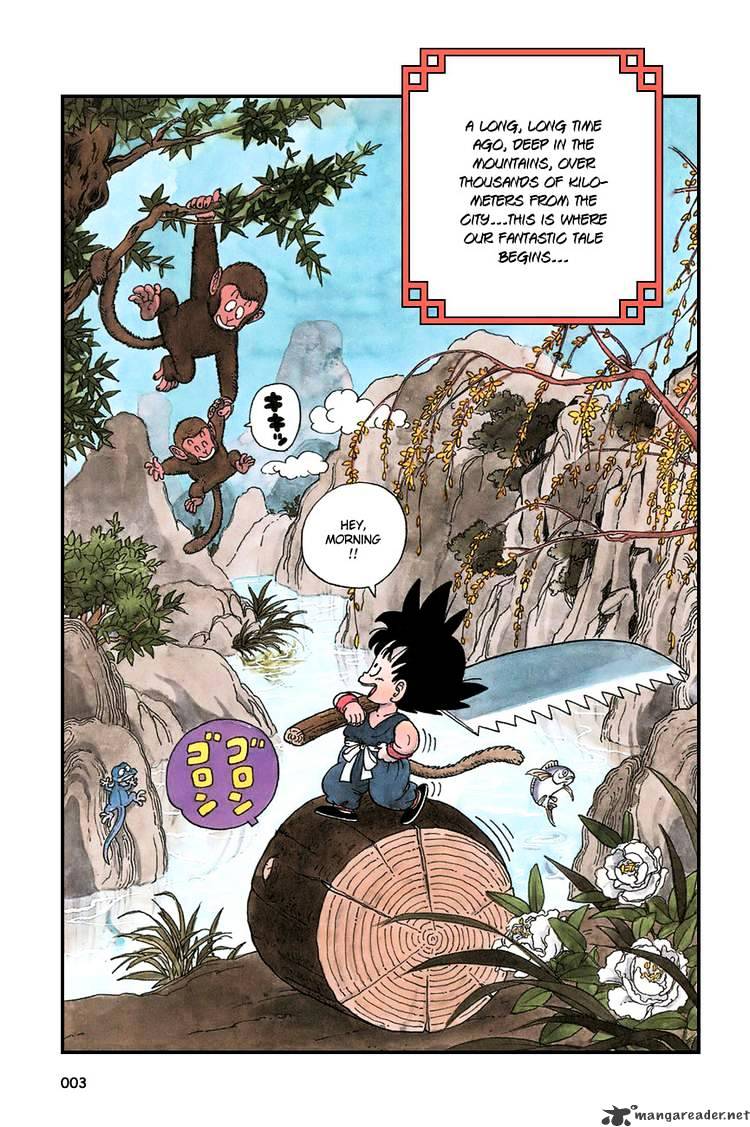 A LONG, LONG TIME
AGO, DEEP IN THE
MOUNTAINS, OVER
THOUSANDS OF KILO-
METERS FROM THE
CITY...THIS IS WHERE
OUR FANTASTIC TALE
BEGINS...
キキッ
HEY,
MORNING
!!
ゴロン
ゴロン
003
mangareader.net